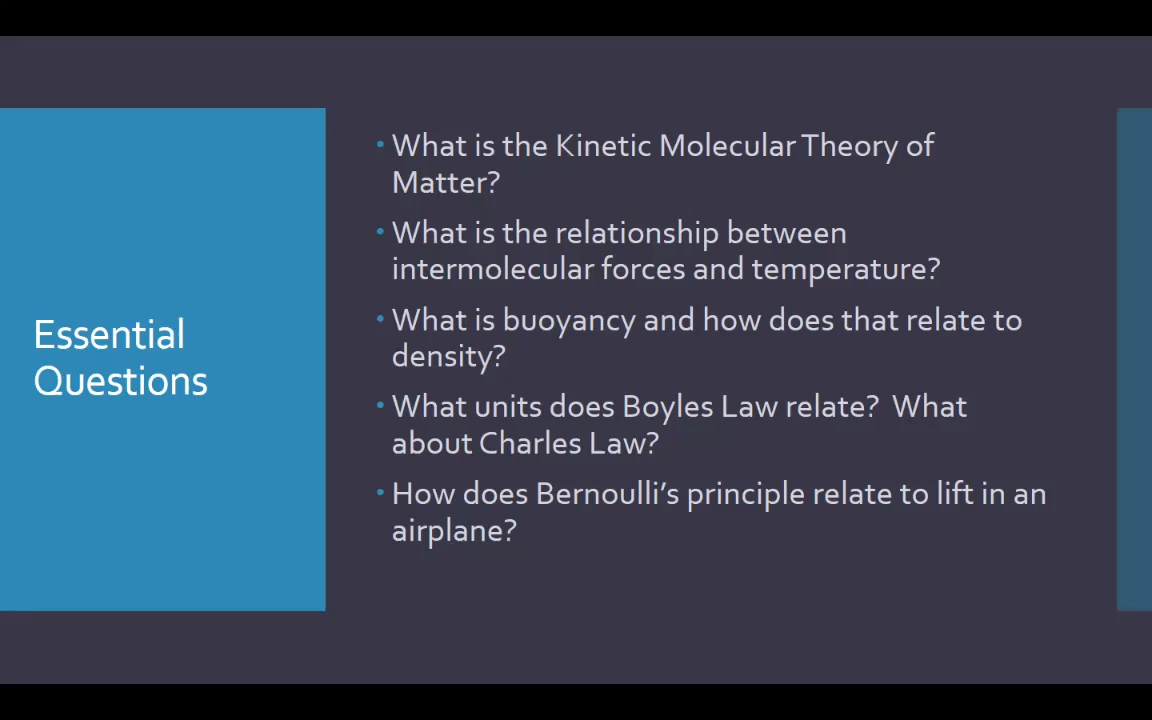 Essential
Questions
• What is the Kinetic Molecular Theory of
Matter?
• What is the relationship between
intermolecular forces and temperature?
• What is buoyancy and how does that relate to
density?
• What units does Boyles Law relate?  What
about Charles Law?
• How does Bernoulli’s principle relate to lift in an
airplane?